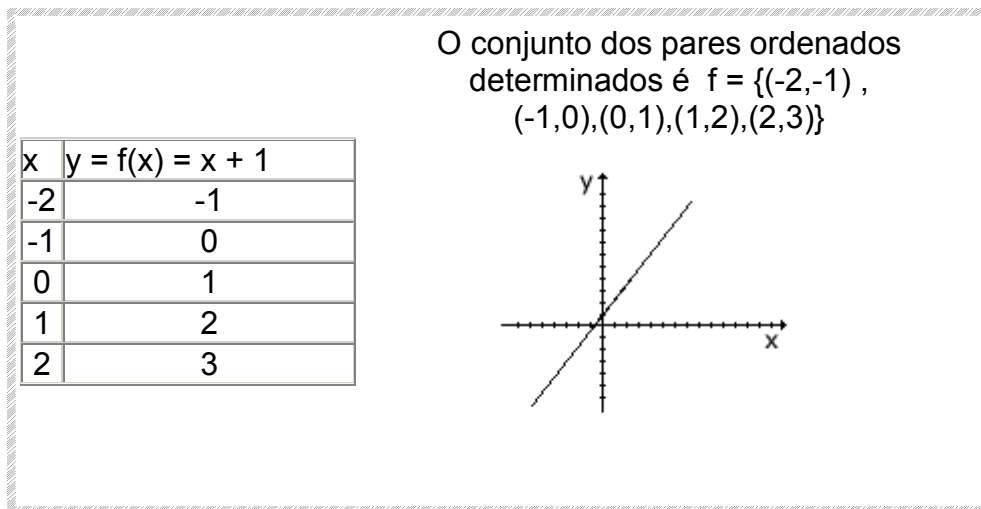 O conjunto dos pares ordenados
determinados é f = {(-2,-1) ,
(-1,0),(0,1),(1,2),(2,3)}
x y = f(x) = x + 1
-2 -1
-1 0
0 1
1 2
2 3
y
x